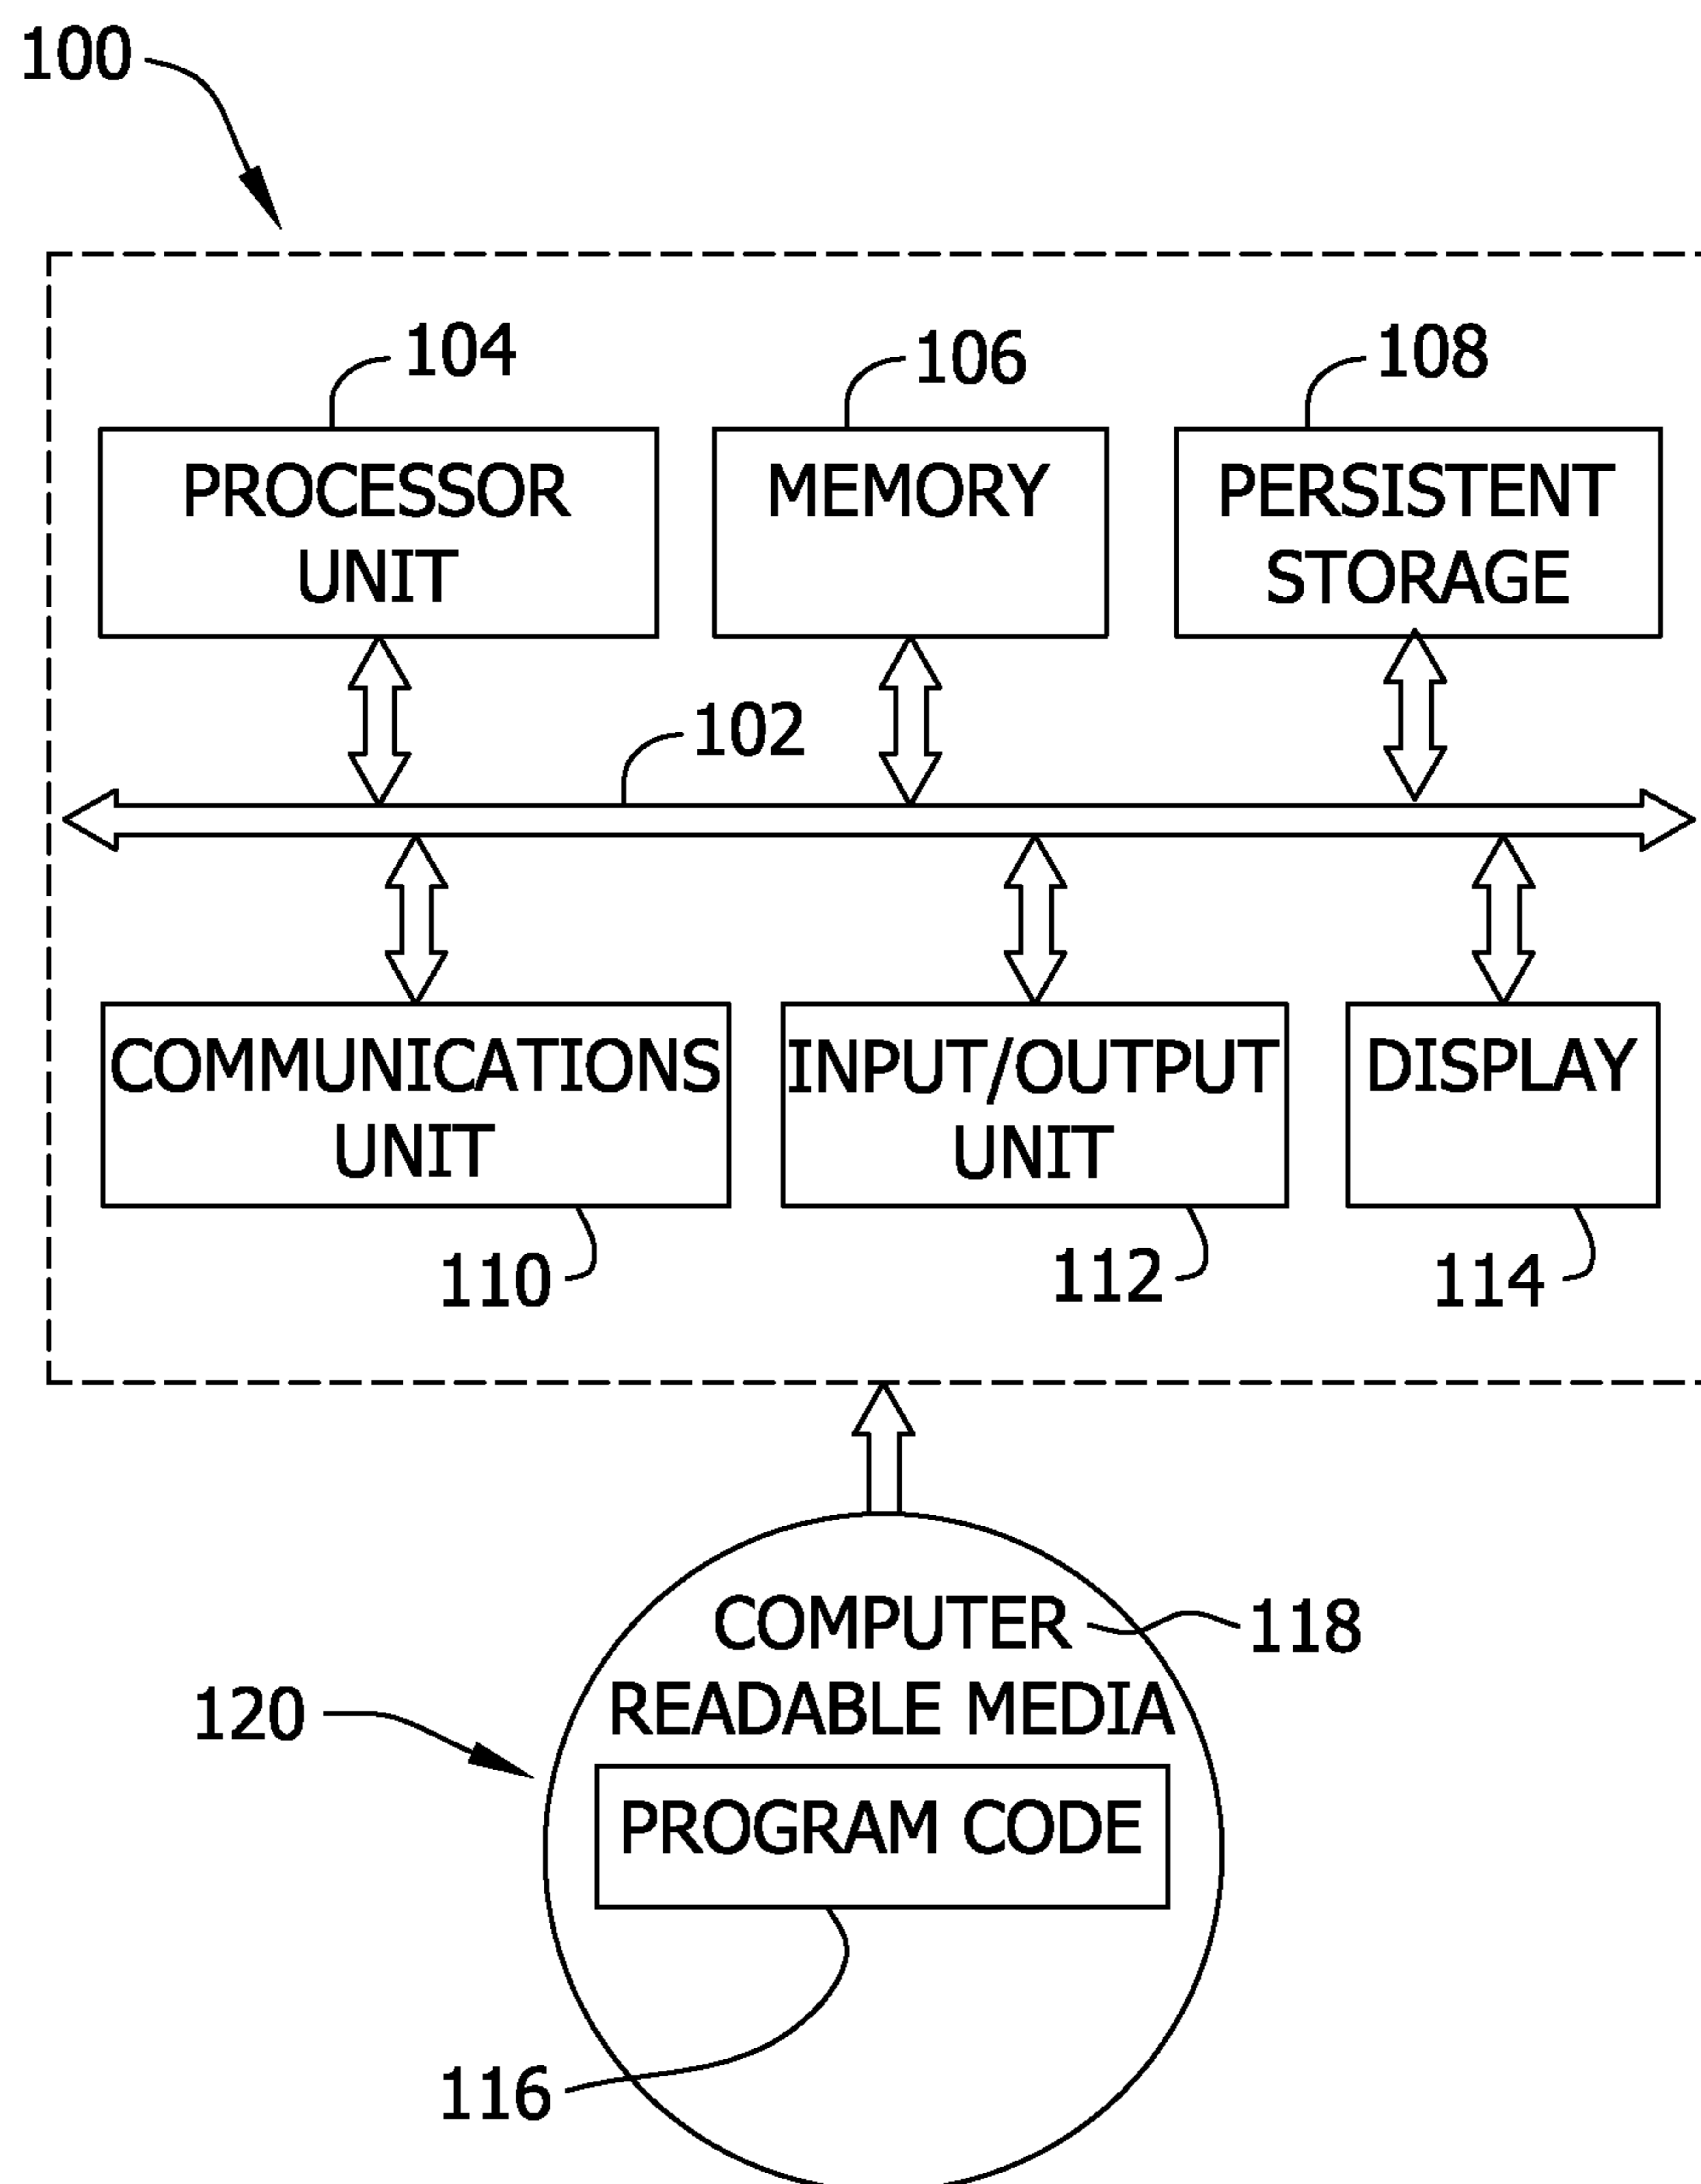 100
104
106
108
PROCESSOR
UNIT
MEMORY
PERSISTENT
STORAGE
102
COMMUNICATIONS
UNIT
INPUT/OUTPUT
UNIT
DISPLAY
110
112
114
COMPUTER
READABLE MEDIA
118
120
PROGRAM CODE
116